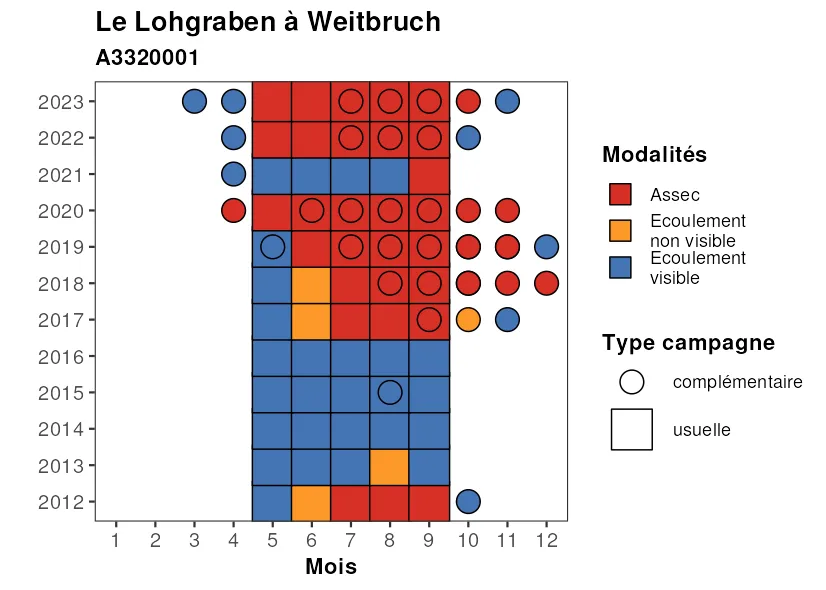 Le Lohgraben à Weitbruch
A3320001
2023
2022
2021
2020
2019
2018
2017
2016
2015
2014
2013
2012
1 2 3 4 5 6 7 8 9 10 11 12
Mois
Modalités
Assec
Ecoulement
non visible
Ecoulement
visible
Type campagne
complémentaire
usuelle